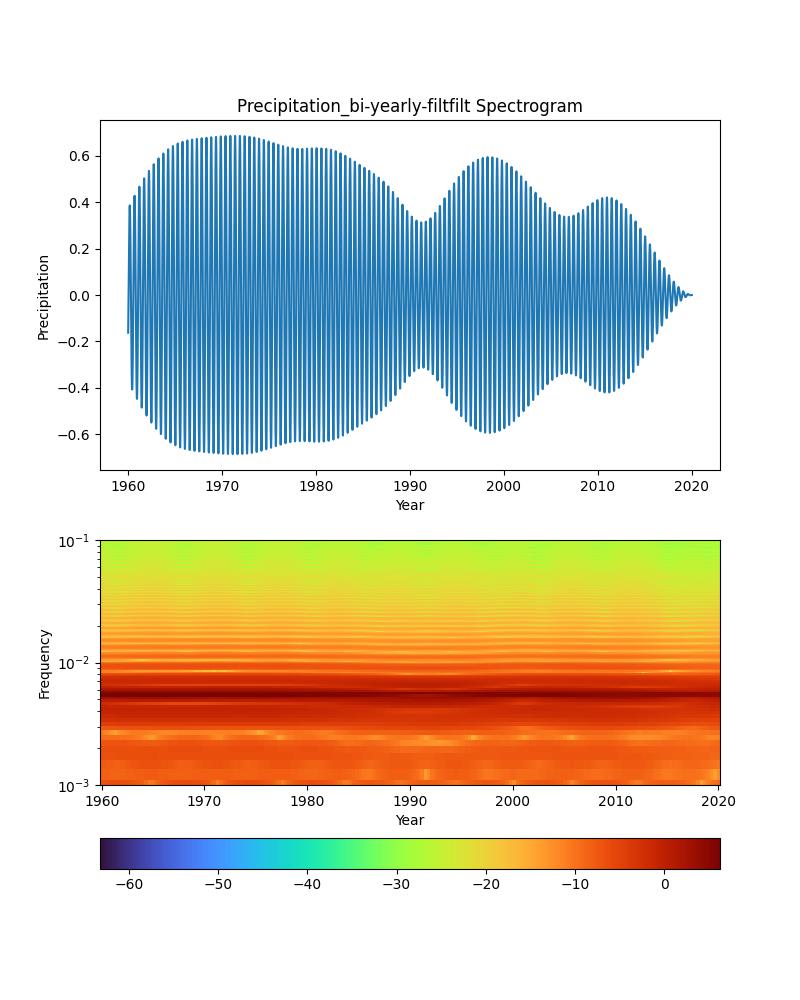 Precipitation_bi-yearly-filtfilt Spectrogram
0.6
0.4
0.2
0.0
−0.2
−0.4
−0.6
Precipitation
1960 1970 1980 1990 2000 2010 2020
Year
10⁻¹
10⁻²
10⁻³
Frequency
1960 1970 1980 1990 2000 2010 2020
Year
−60 −50 −40 −30 −20 −10 0